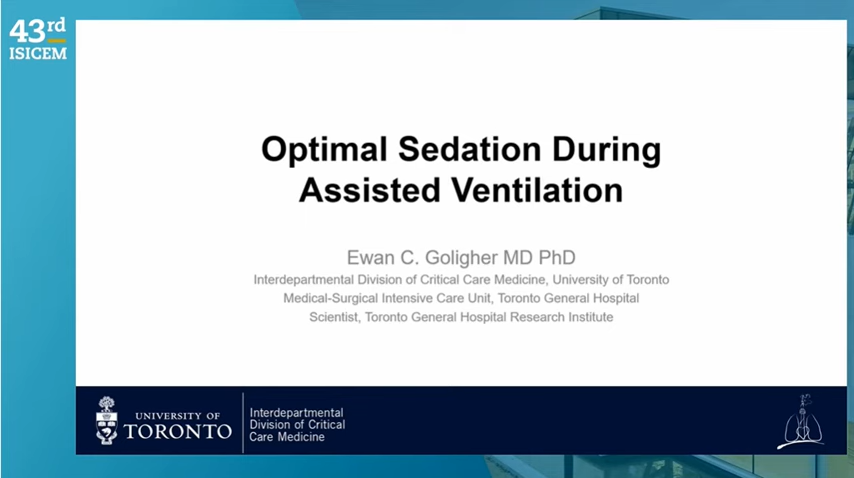 43rd
ISICEM
Optimal Sedation During
Assisted Ventilation
Ewan C. Goligher MD PhD
Interdepartmental Division of Critical Care Medicine, University of Toronto
Medical-Surgical Intensive Care Unit, Toronto General Hospital
Scientist, Toronto General Hospital Research Institute
UNIVERSITY OF
TORONTO
Interdepartmental
Division of Critical
Care Medicine